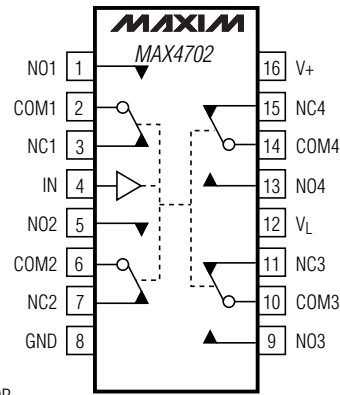 MAXIM
MAX4702
NO1 1
COM1 2
NC1 3
IN 4
NO2 5
COM2 6
NC2 7
GND 8
16 V+
15 NC4
14 COM4
13 NO4
12 VL
11 NC3
10 COM3
9 NO3